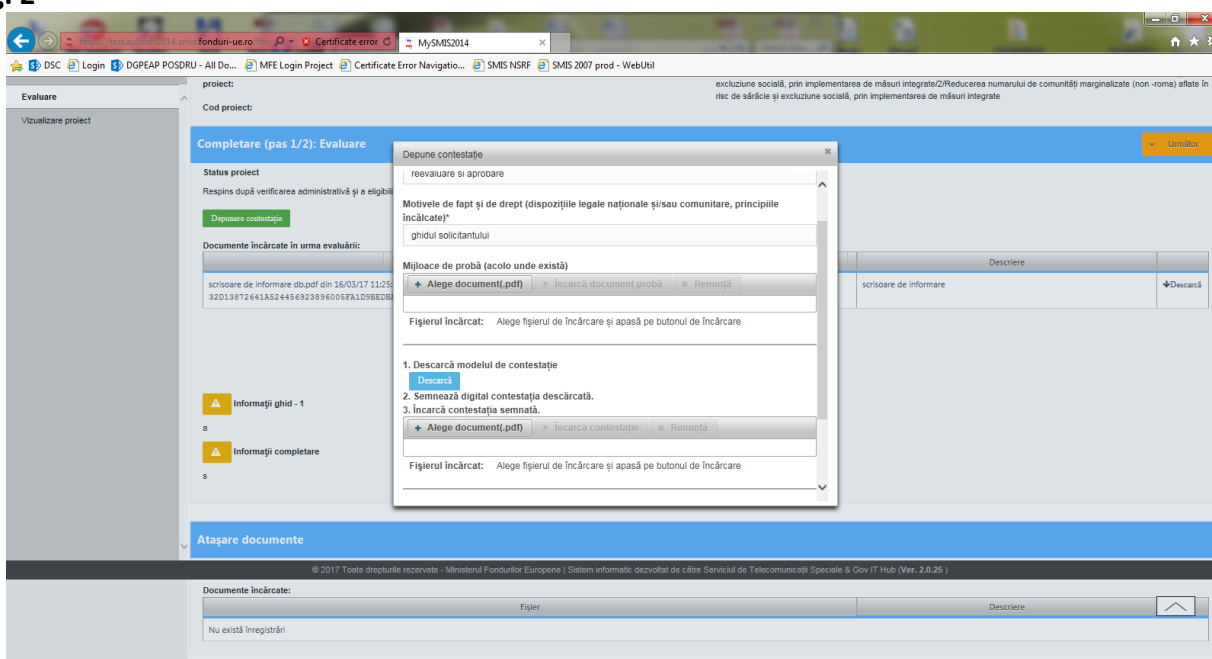 https://test.aplicatii2014.smis.fonduri-ue.ro
Certificate error
MySMIS2014
DSC Login DGPEAP POSDRU - All Do... MFE Login Project Certificate Error Navigatio... SMIS NSRF SMIS 2007 prod - WebUtil
Evaluare
Vizualizare proiect
proiect:
excluziune socială, prin implementarea de măsuri integrate/2/Reducerea numarului de comunități marginalizate (non -roma) aflate în
risc de sărăcie și excluziune socială, prin implementarea de măsuri integrate
Cod proiect:
Completare (pas 1/2): Evaluare
Următor
Status proiect
Respins după verificarea administrativă și a eligibili
Depunere contestație
Documente încărcate în urma evaluării:
Descriere
scrisoare de informare db.pdf din 16/03/17 11:25:
32D13872641A524456923896005FA1D9BEDBA
scrisoare de informare
Descarcă
Depune contestație
reevaluare si aprobare
Motivele de fapt și de drept (dispozițiile legale naționale și/sau comunitare, principiile
încălcate)*
ghidul solicitantului
Mijloace de probă (acolo unde există)
Alege document(.pdf) Încarcă document probă Renunță
Fișierul încărcat: Alege fișierul de încărcare și apasă pe butonul de încărcare
1. Descarcă modelul de contestație
Descarcă
2. Semnează digital contestația descărcată.
3. Încarcă contestația semnată.
Alege document(.pdf) Încarcă contestație Renunță
Fișierul încărcat: Alege fișierul de încărcare și apasă pe butonul de încărcare
Informații ghid - 1
a
Informații completare
s
Atașare documente
© 2017 Toate drepturile rezervate - Ministerul Fondurilor Europene | Sistem informatic dezvoltat de către Serviciul de Telecomunicații Speciale & Gov IT Hub (Ver. 2.0.25 )
Documente încărcate:
Fișier Descriere
Nu există înregistrări